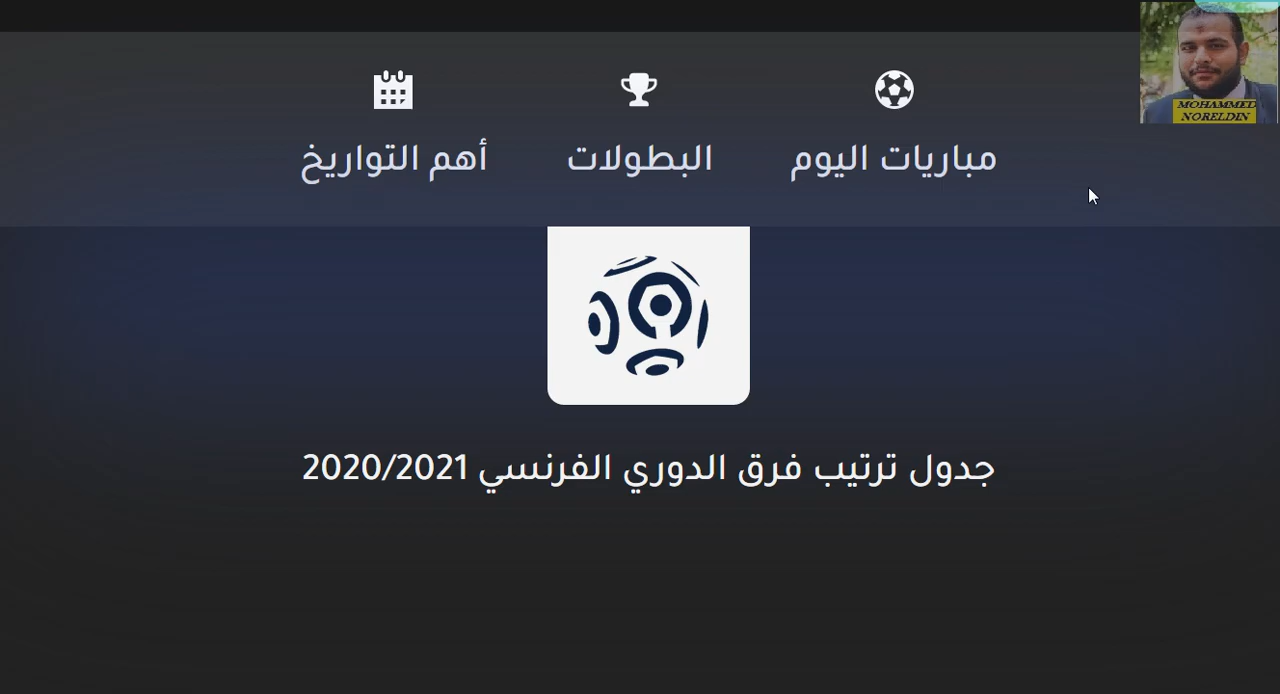 MOHAMMED
NORELDIN
مباريات اليوم
البطولات
أهم التواريخ
جدول ترتيب فرق الدوري الفرنسي 2020/2021